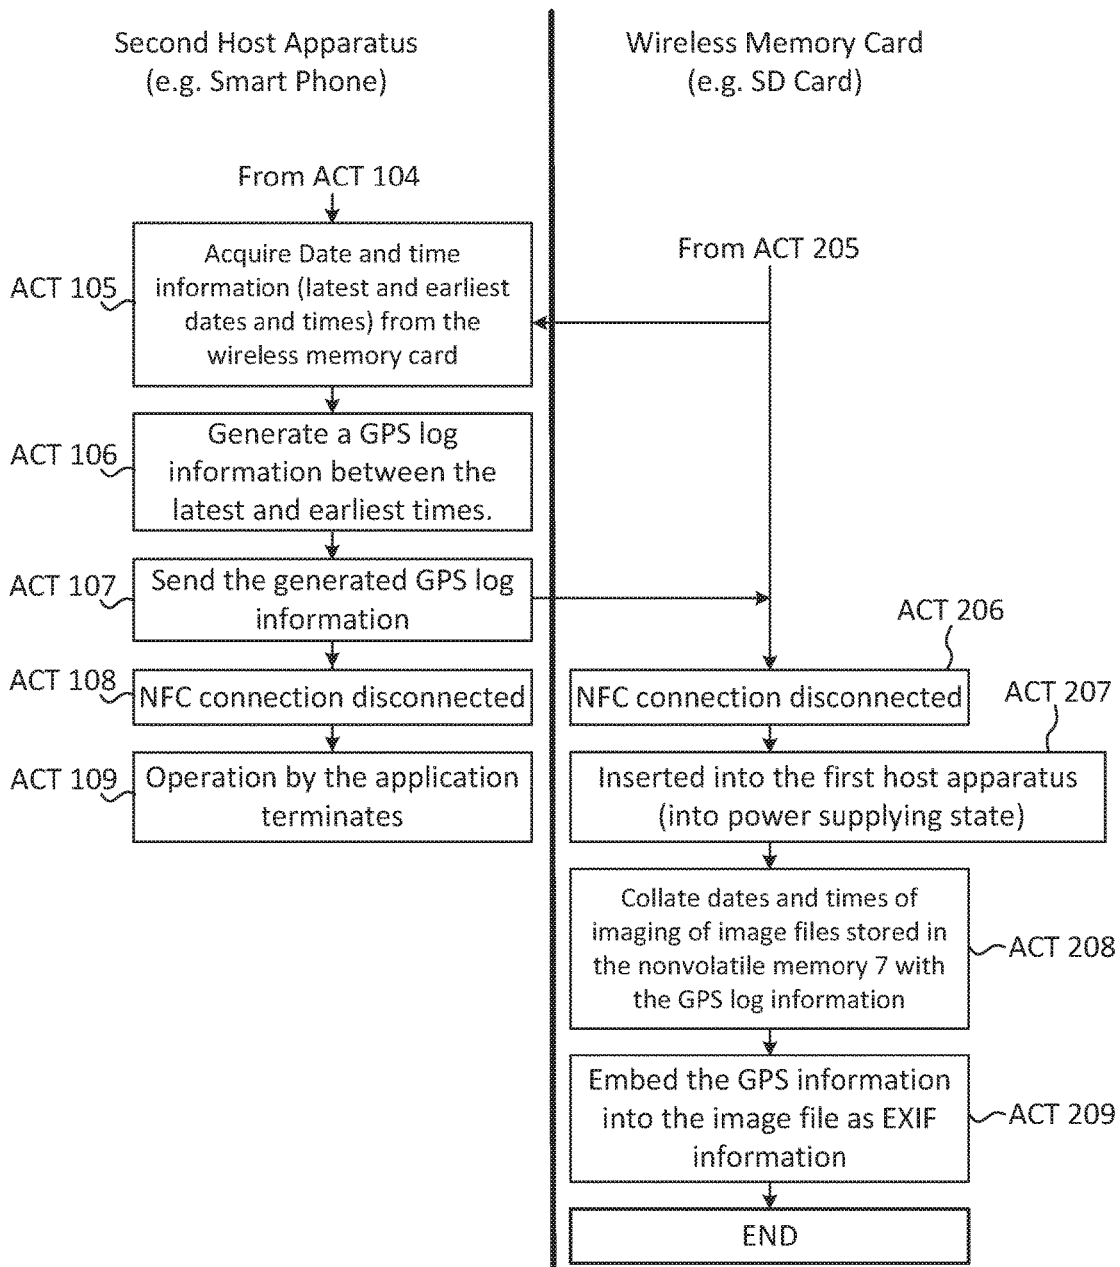 Second Host Apparatus
(e.g. Smart Phone)
From ACT 104
ACT 105
Acquire Date and time
information (latest and earliest
dates and times) from the
wireless memory card
ACT 106
Generate a GPS log
information between the
latest and earliest times.
ACT 107
Send the generated GPS log
information
ACT 108
NFC connection disconnected
ACT 109
Operation by the application
terminates
Wireless Memory Card
(e.g. SD Card)
From ACT 205
ACT 206
NFC connection disconnected
ACT 207
Inserted into the first host apparatus
(into power supplying state)
Collate dates and times of
imaging of image files stored in
the nonvolatile memory 7 with
the GPS log information
ACT 208
Embed the GPS information
into the image file as EXIF
information
ACT 209
END